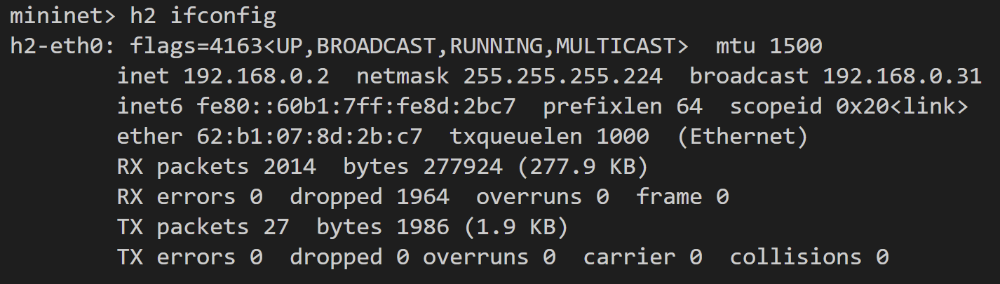 mininet> h2 ifconfig
h2-eth0: flags=4163<UP,BROADCAST,RUNNING,MULTICAST>  mtu 1500
        inet 192.168.0.2  netmask 255.255.255.224  broadcast 192.168.0.31
        inet6 fe80::60b1:7ff:fe8d:2bc7  prefixlen 64  scopeid 0x20<link>
        ether 62:b1:07:8d:2b:c7  txqueuelen 1000  (Ethernet)
        RX packets 2014  bytes 277924 (277.9 KB)
        RX errors 0  dropped 1964  overruns 0  frame 0
        TX packets 27  bytes 1986 (1.9 KB)
        TX errors 0  dropped 0 overruns 0  carrier 0  collisions 0